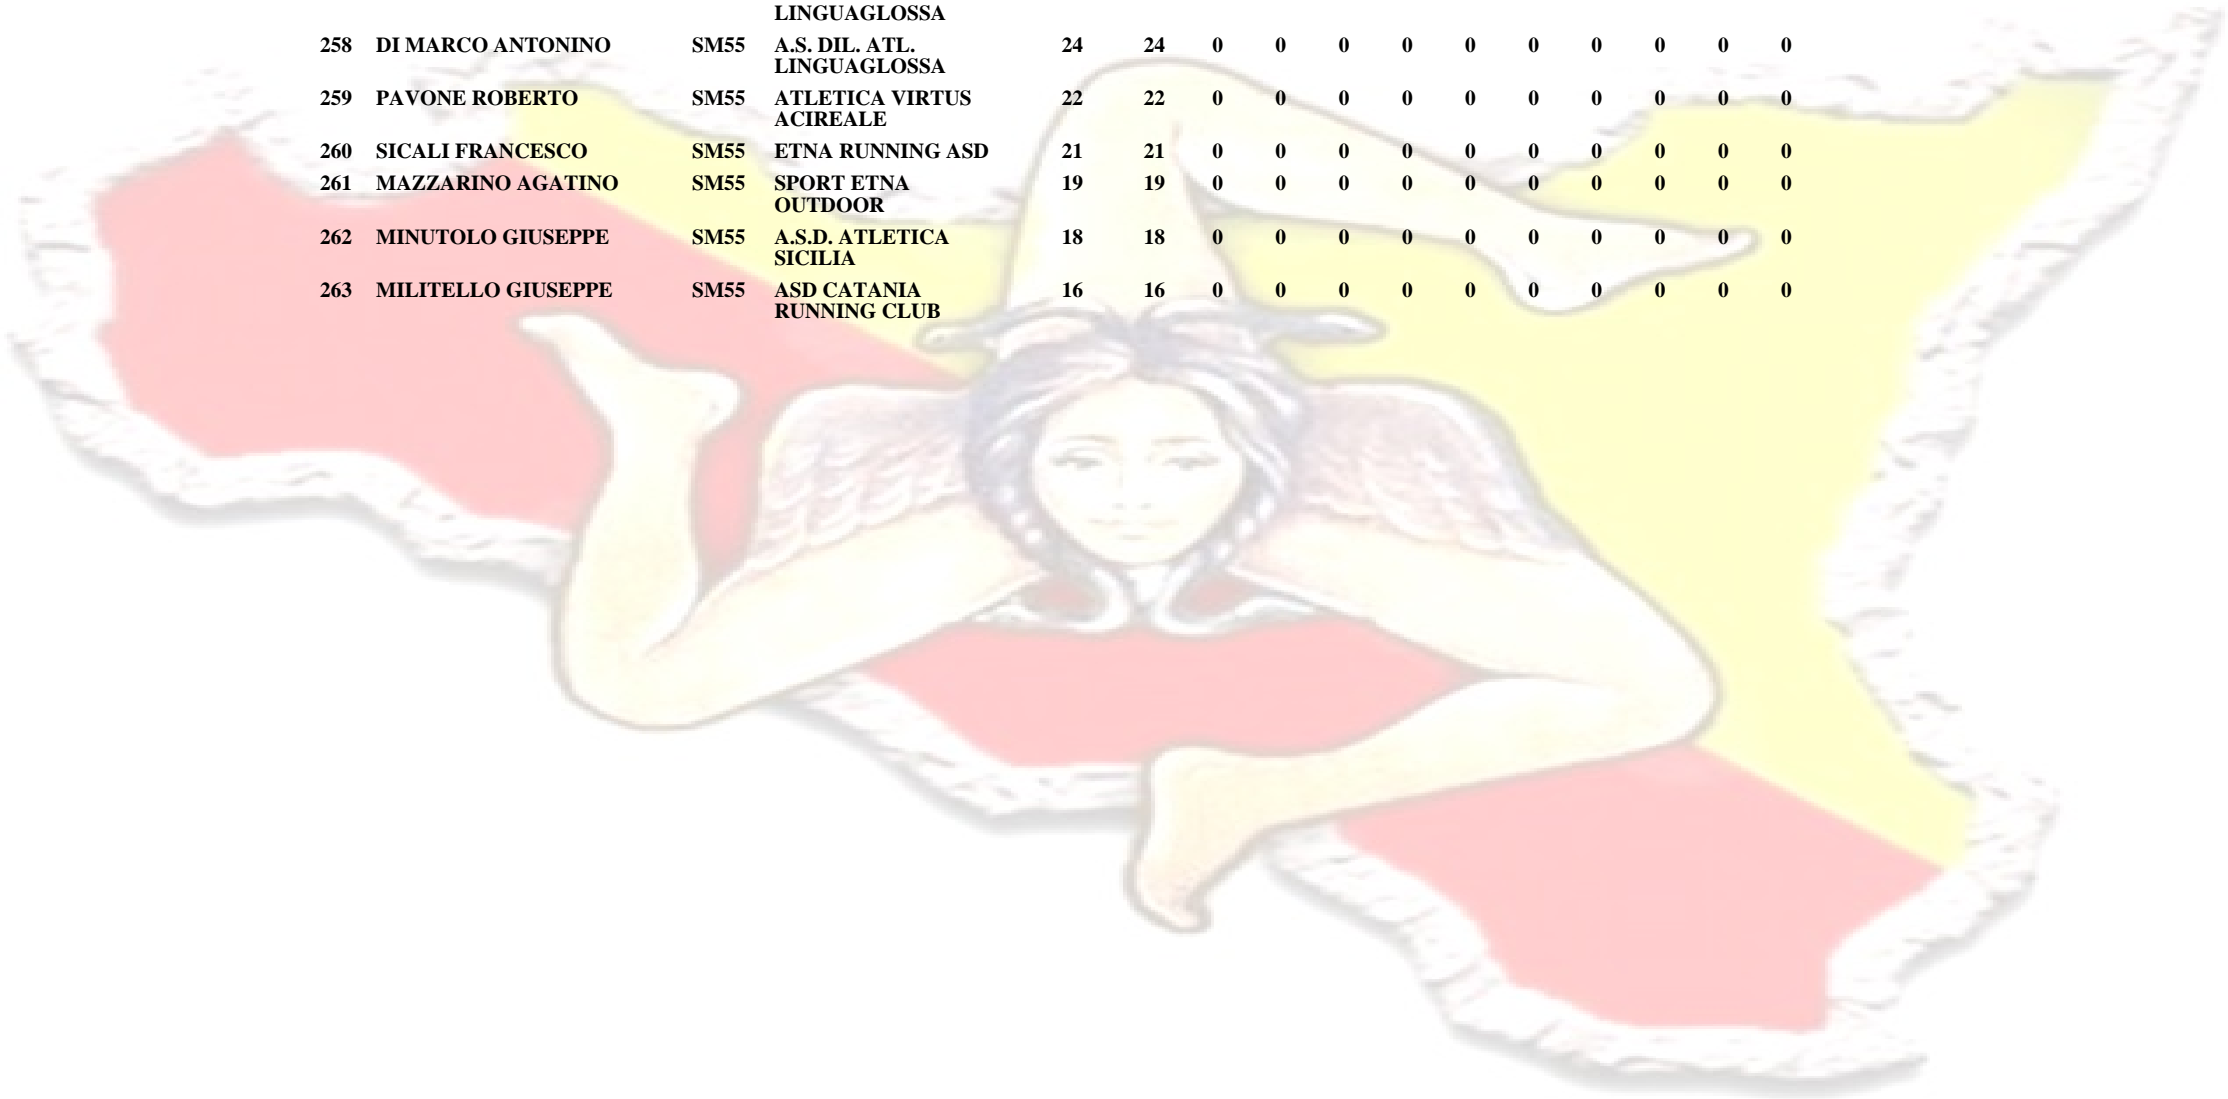 LINGUAGLOSSA
258 DI MARCO ANTONINO SM55 A.S. DIL. ATL. 24 24 0 0 0 0 0 0 0 0 0 0
LINGUAGLOSSA
259 PAVONE ROBERTO SM55 ATLETICA VIRTUS 22 22 0 0 0 0 0 0 0 0 0 0
ACIREALE
260 SICALI FRANCESCO SM55 ETNA RUNNING ASD 21 21 0 0 0 0 0 0 0 0 0 0
261 MAZZARINO AGATINO SM55 SPORT ETNA 19 19 0 0 0 0 0 0 0 0 0 0
OUTDOOR
262 MINUTOLO GIUSEPPE SM55 A.S.D. ATLETICA 18 18 0 0 0 0 0 0 0 0 0 0
SICILIA
263 MILITELLO GIUSEPPE SM55 ASD CATANIA 16 16 0 0 0 0 0 0 0 0 0 0
RUNNING CLUB